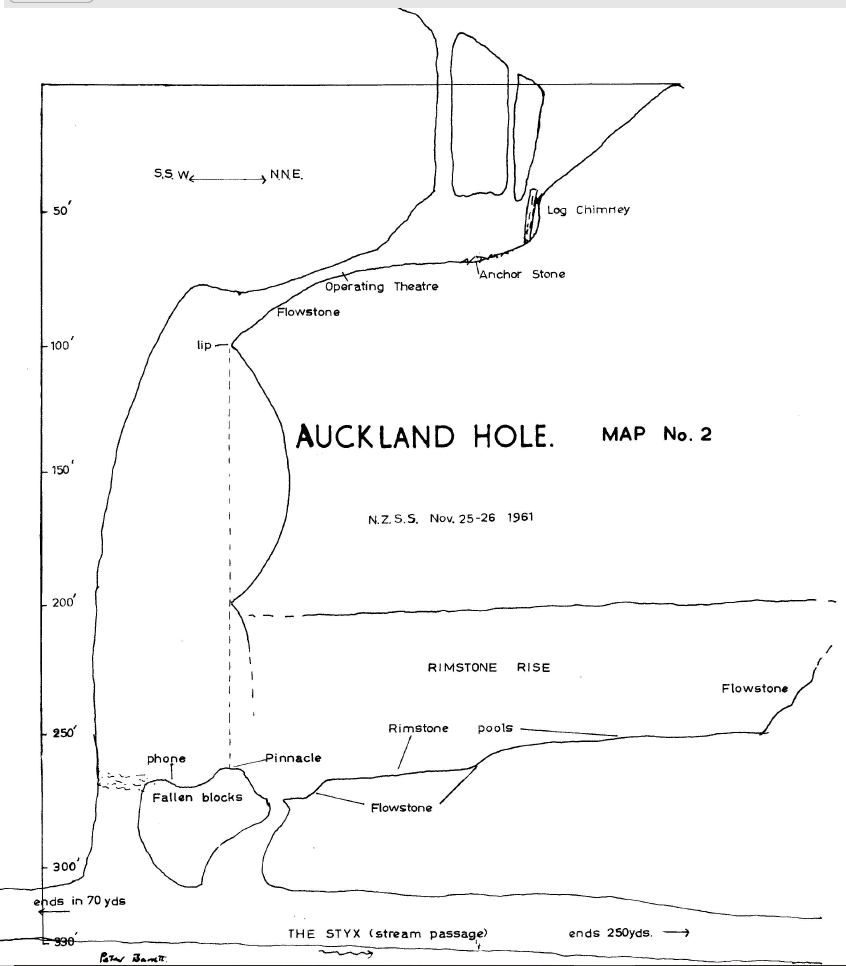 S.S.W. N.N.E.
50'
Log Chimney
Anchor Stone
Operating Theatre
Flowstone
lip
100'
AUCKLAND HOLE. MAP No. 2
150'
N.Z.S.S. Nov. 25-26 1961
200'
RIMSTONE RISE
Flowstone
Rimstone pools
250'
phone
Pinnacle
Fallen blocks
Flowstone
300'
ends in 70 yds
THE STYX (stream passage)
ends 250yds.
330'
Peter Barrett